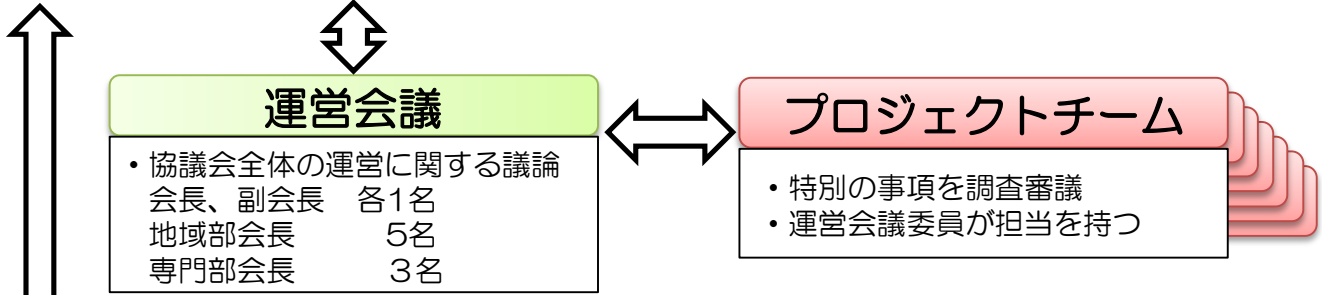 運営会議
・協議会全体の運営に関する議論
会長、副会長 各1名
地域部会長 5名
専門部会長 3名
プロジェクトチーム
・特別の事項を調査審議
・運営会議委員が担当を持つ